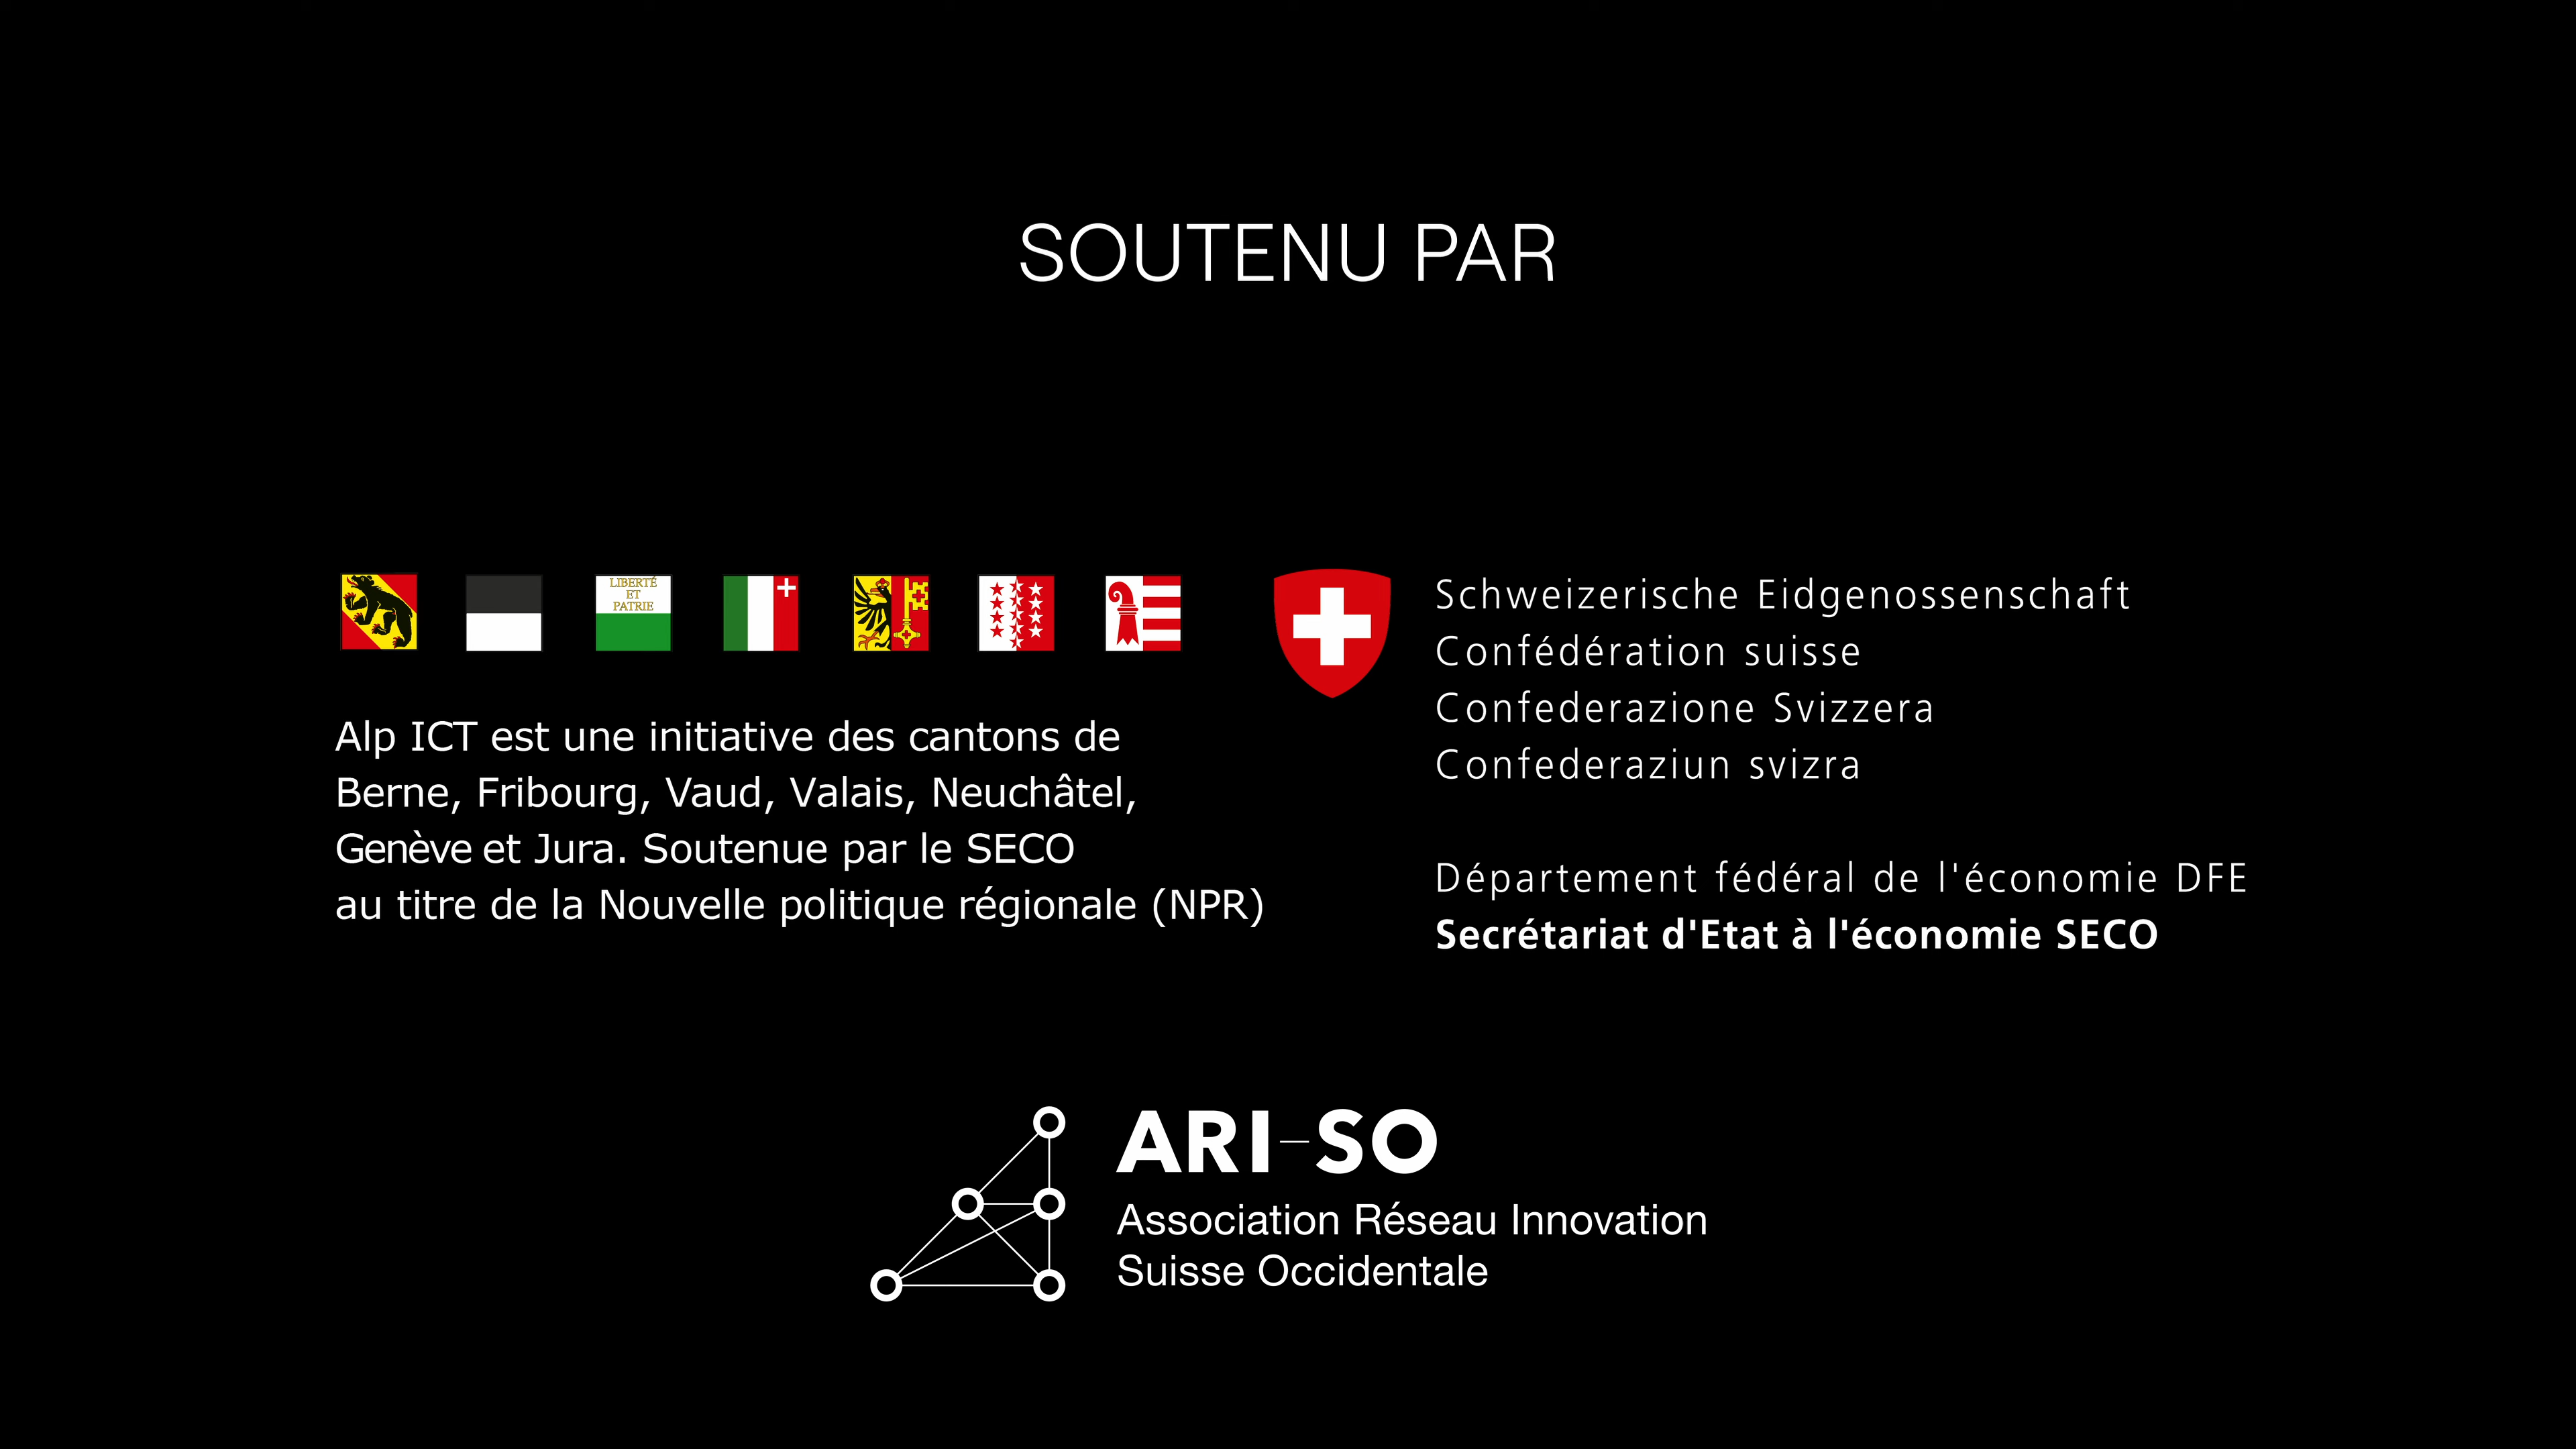 SOUTENU PAR
LIBERTÉ
ET
PATRIE
Alp ICT est une initiative des cantons de
Berne, Fribourg, Vaud, Valais, Neuchâtel,
Genève et Jura. Soutenue par le SECO
au titre de la Nouvelle politique régionale (NPR)
Schweizerische Eidgenossenschaft
Confédération suisse
Confederazione Svizzera
Confederaziun svizra
Département fédéral de l'économie DFE
Secrétariat d'Etat à l'économie SECO
ARI–SO
Association Réseau Innovation
Suisse Occidentale